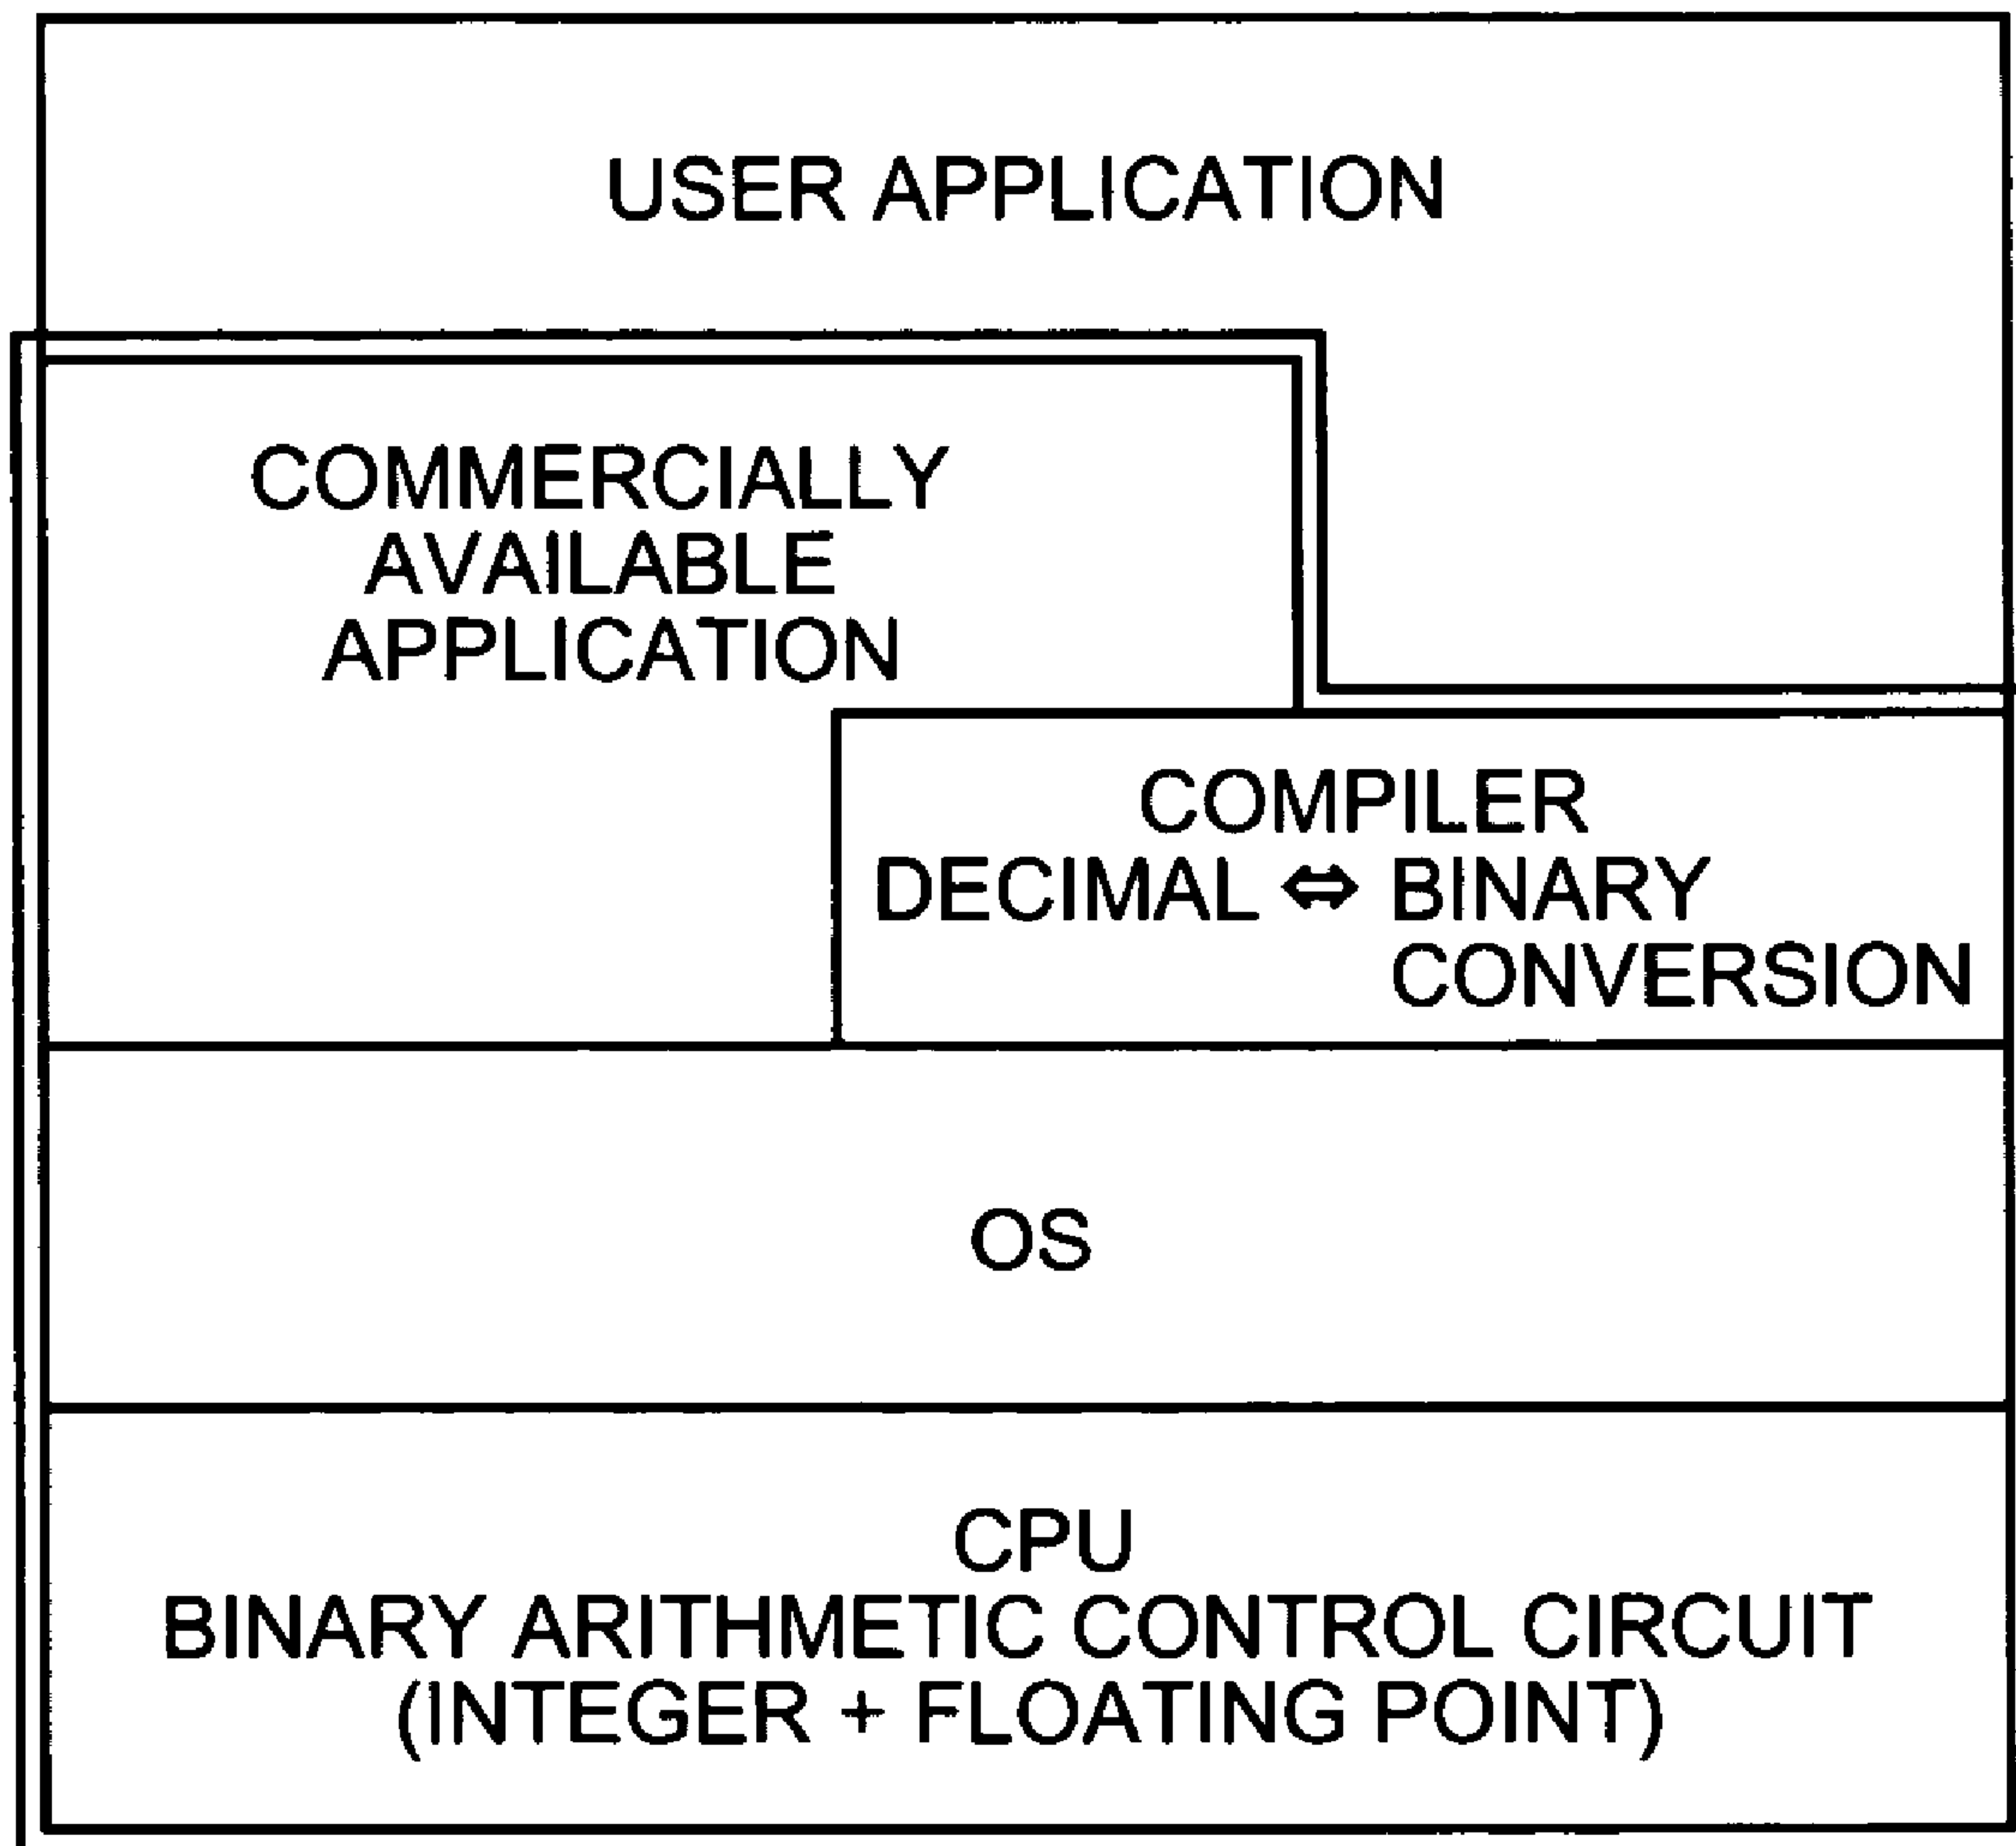 USER APPLICATION
COMMERCIALLY
AVAILABLE
APPLICATION
COMPILER
DECIMAL ⇔ BINARY
CONVERSION
OS
CPU
BINARY ARITHMETIC CONTROL CIRCUIT
(INTEGER + FLOATING POINT)